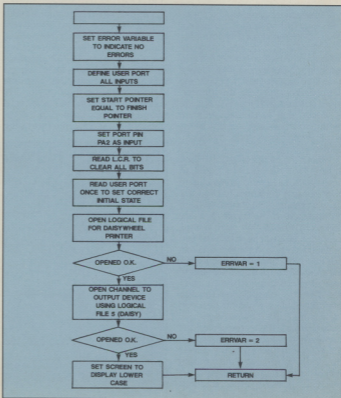 SET ERROR VARIABLE
TO INDICATE NO
ERRORS
DEFINE USER PORT
ALL INPUTS
SET START POINTER
EQUAL TO FINISH
POINTER
SET PORT PIN
PA2 AS INPUT
READ I.C.R. TO
CLEAR ALL BITS
READ USER PORT
ONCE TO SET CORRECT
INITIAL STATE
OPEN LOGICAL FILE
FOR DAISYWHEEL
PRINTER
OPENED O.K.
NO
ERRVAR = 1
YES
OPEN CHANNEL TO
OUTPUT DEVICE
USING LOGICAL
FILE 5 (DAISY)
OPENED O.K.
NO
ERRVAR = 2
YES
SET SCREEN TO
DISPLAY LOWER
CASE
RETURN